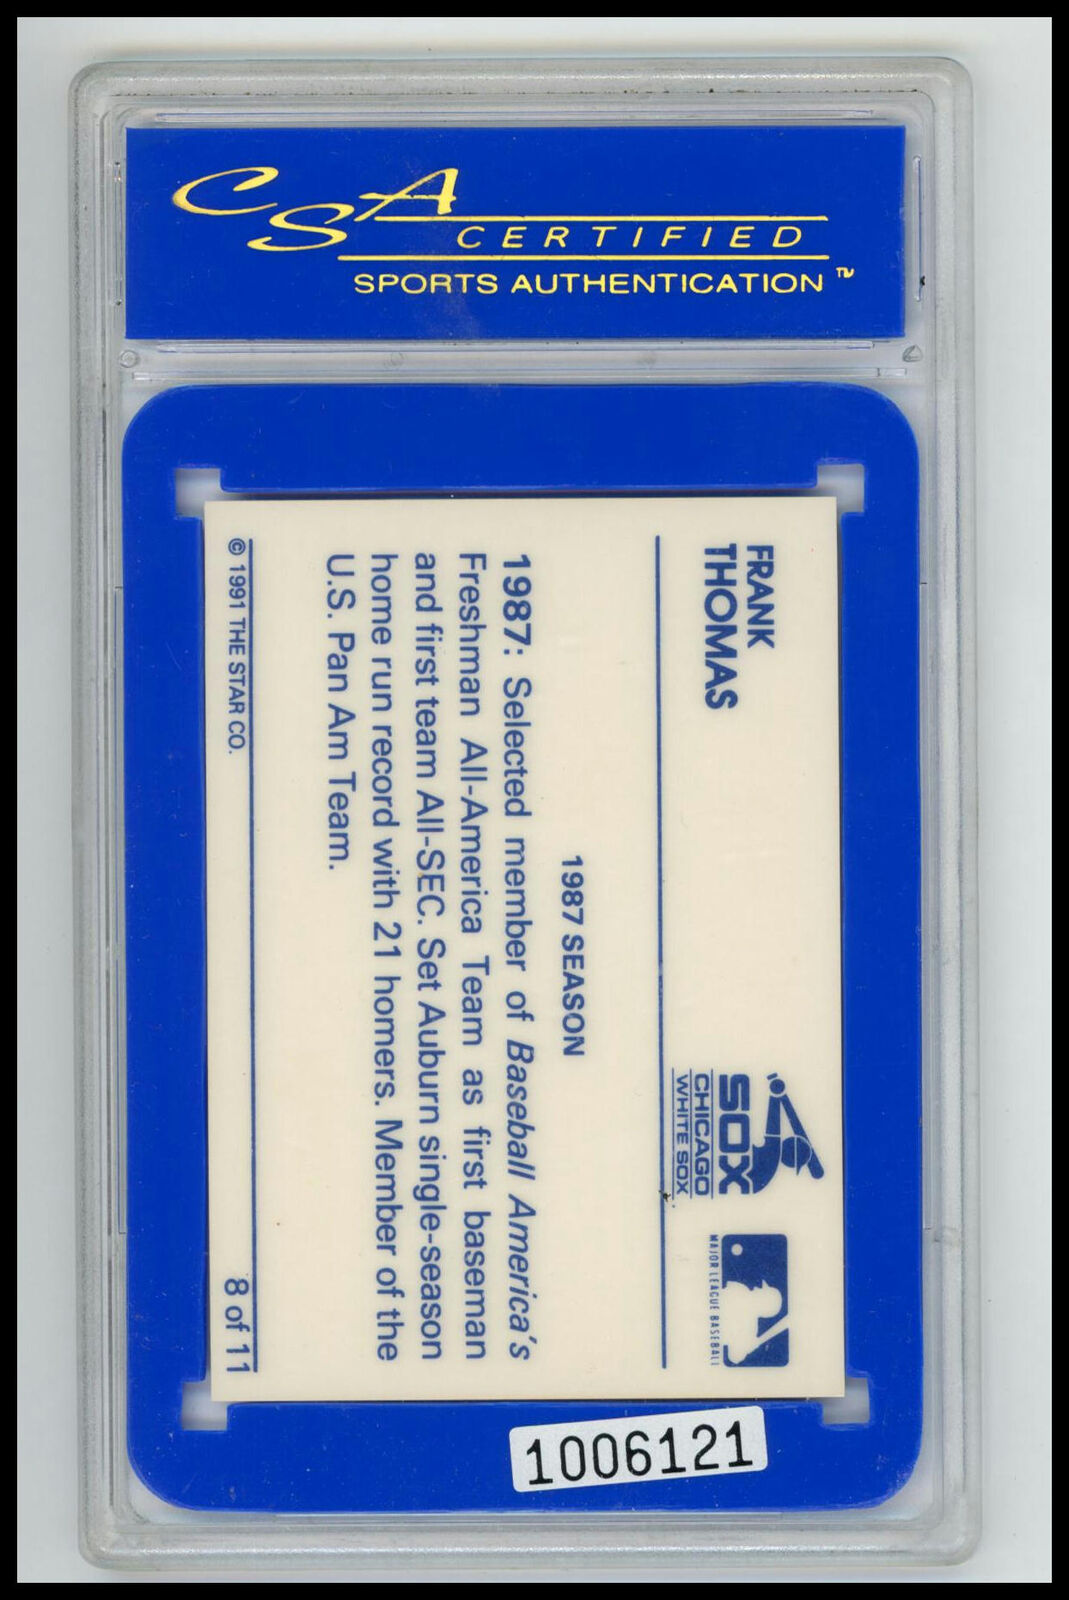 CSA
CERTIFIED
SPORTS AUTHENTICATION™
FRANK
THOMAS
SOX
CHICAGO
WHITE SOX
MAJOR LEAGUE BASEBALL
1987 SEASON
1987: Selected member of Baseball America's
Freshman All-America Team as first baseman
and first team All-SEC. Set Auburn single-season
home run record with 21 homers. Member of the
U.S. Pan Am Team.
© 1991 THE STAR CO.
8 of 11
1006121